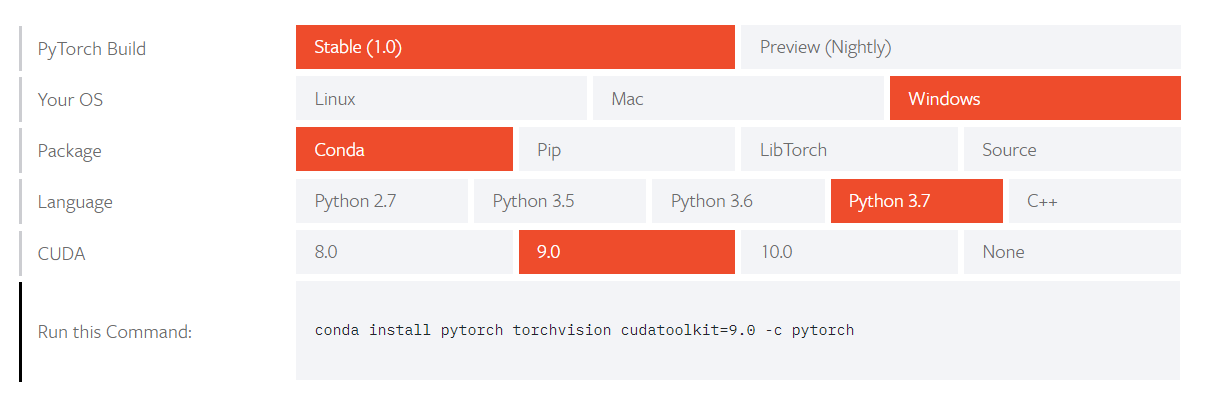 PyTorch Build Stable (1.0) Preview (Nightly)
Your OS Linux Mac Windows
Package Conda Pip LibTorch Source
Language Python 2.7 Python 3.5 Python 3.6 Python 3.7 C++
CUDA 8.0 9.0 10.0 None
Run this Command: conda install pytorch torchvision cudatoolkit=9.0 -c pytorch